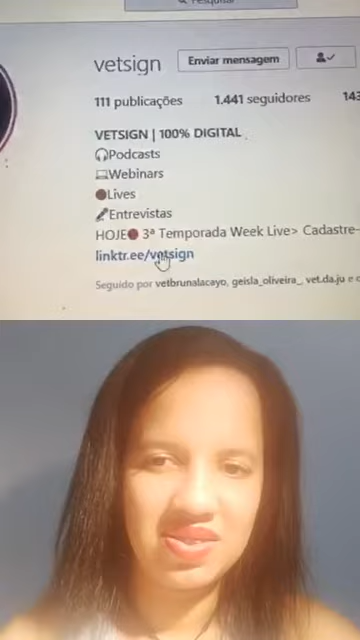 vetsign Enviar mensagem
111 publicações 1.441 seguidores 143
VETSIGN | 100% DIGITAL
Podcasts
Webinars
Lives
Entrevistas
HOJE 3ª Temporada Week Live> Cadastre-
linktr.ee/vetsign
Seguido por vetbrunalacayo, geisla_oliveira_, vet.da.ju e